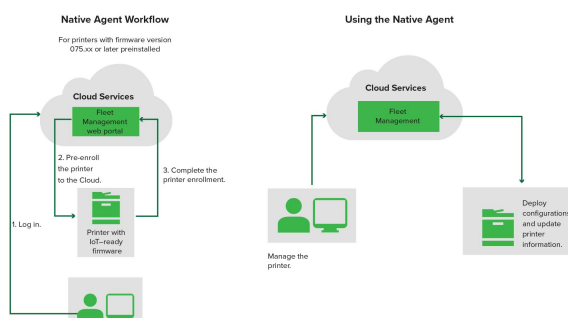 Native Agent Workflow
For printers with firmware version
075.xx or later preinstalled
Cloud Services
Fleet
Management
web portal
2. Pre-enroll
the printer
to the Cloud.
3. Complete the
printer enrollment.
1. Log in.
Printer with
IoT–ready
firmware
Using the Native Agent
Cloud Services
Fleet
Management
Manage the
printer.
Deploy
configurations
and update
printer
information.